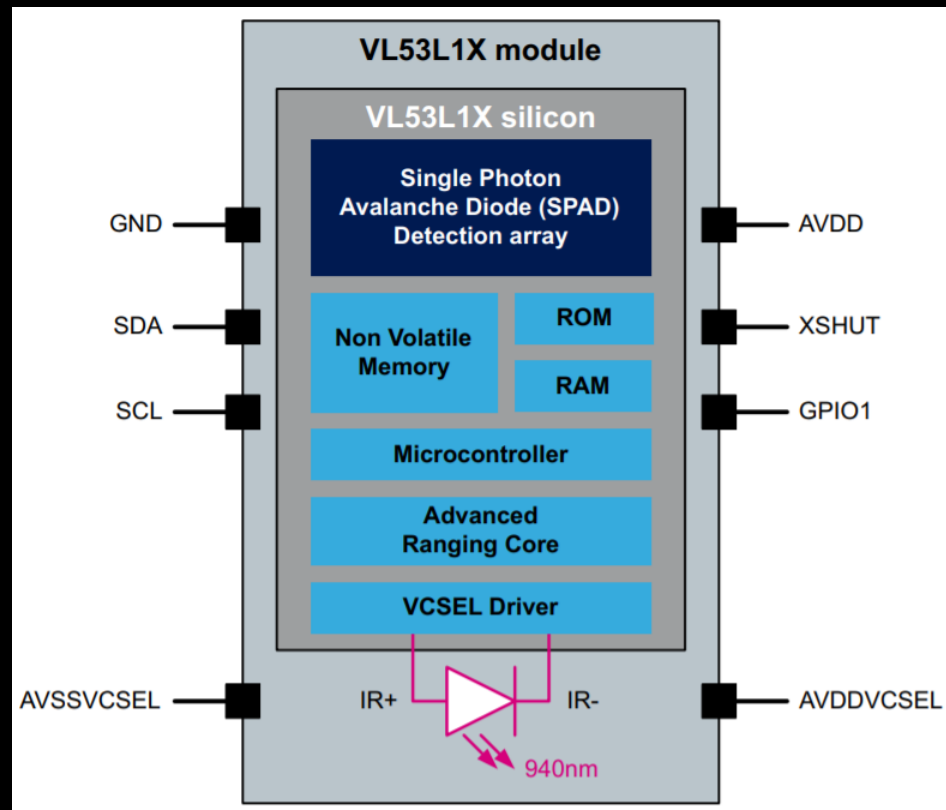 VL53L1X module
VL53L1X silicon
Single Photon
Avalanche Diode (SPAD)
Detection array
GND
AVDD
SDA
XSHUT
Non Volatile
Memory
ROM
RAM
SCL
GPIO1
Microcontroller
Advanced
Ranging Core
VCSEL Driver
AVSSVCSEL
IR+
IR-
AVDDVCSEL
940nm